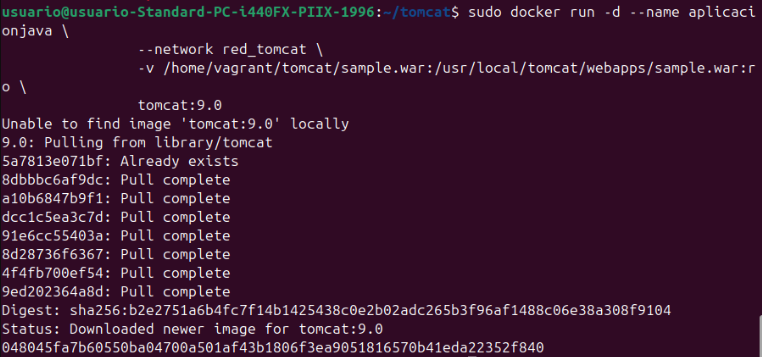 usuario@usuario-Standard-PC-i440FX-PIIX-1996:~/tomcat$ sudo docker run -d --name aplicaci
onjava \
--network red_tomcat \
-v /home/vagrant/tomcat/sample.war:/usr/local/tomcat/webapps/sample.war:r
o \
tomcat:9.0
Unable to find image 'tomcat:9.0' locally
9.0: Pulling from library/tomcat
5a7813e071bf: Already exists
8dbbbc6af9dc: Pull complete
a10b6847b9f1: Pull complete
dcc1c5ea3c7d: Pull complete
91e6cc55403a: Pull complete
8d28736f6367: Pull complete
4f4fb700ef54: Pull complete
9ed202364a8d: Pull complete
Digest: sha256:b2e2751a6b4fc7f14b1425438c0e2b02adc265b3f96af1488c06e38a308f9104
Status: Downloaded newer image for tomcat:9.0
048045fa7b60550ba04700a501af43b1806f3ea9051816570b41eda22352f840